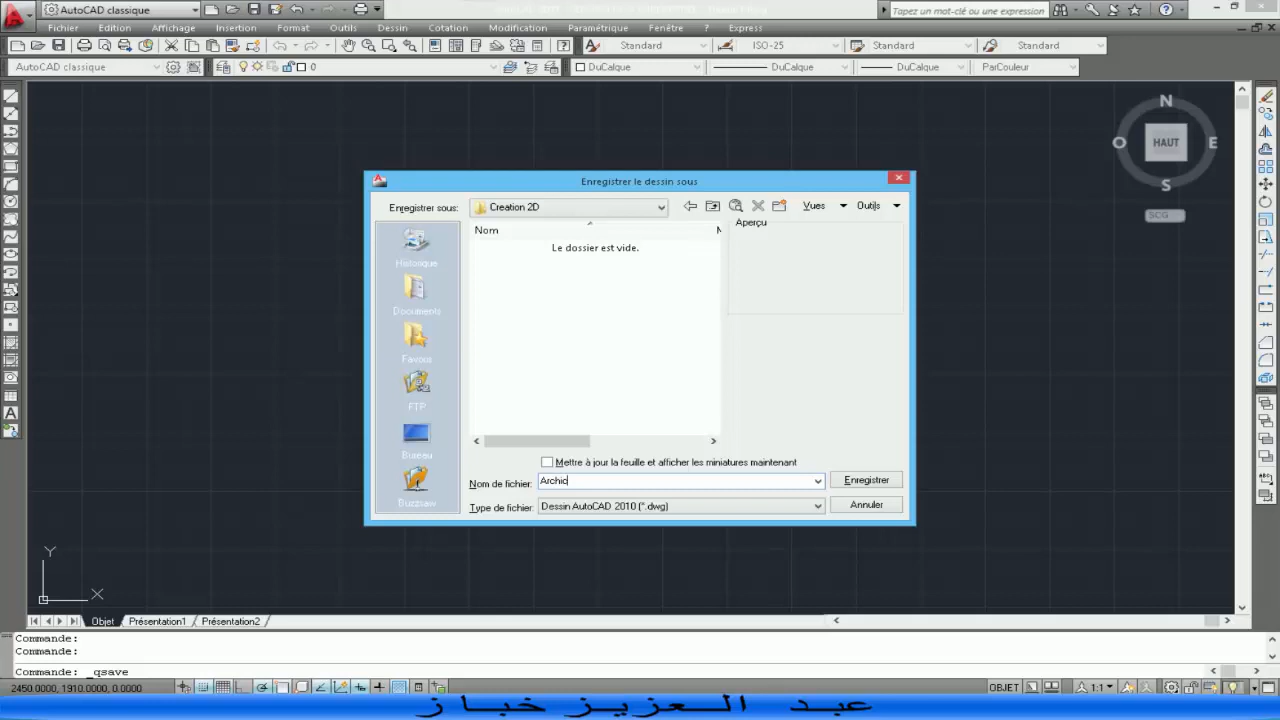 AutoCAD classique
Tapez un mot-clé ou une expression
Fichier Edition Affichage Insertion Format Outils Dessin Cotation Modification Paramétrique Fenêtre ? Express
Standard ISO-25 Standard Standard
AutoCAD classique 0 DuCalque DuCalque DuCalque ParCouleur
N
O HAUT E
S
SCG
Enregistrer le dessin sous
Enregistrer sous: Creation 2D Vues Outils
Aperçu
Nom M
Le dossier est vide.
Historique
Documents
Favoris
FTP
Bureau
Buzzsaw
Mettre à jour la feuille et afficher les miniatures maintenant
Nom de fichier: Archic Enregistrer
Type de fichier: Dessin AutoCAD 2010 (*.dwg) Annuler
Y
X
Objet Présentation1 Présentation2
Commande:
Commande:
Commande: _qsave
2450.0000, 1910.0000, 0.0000 OBJET 1:1
عبد العزيز خباز